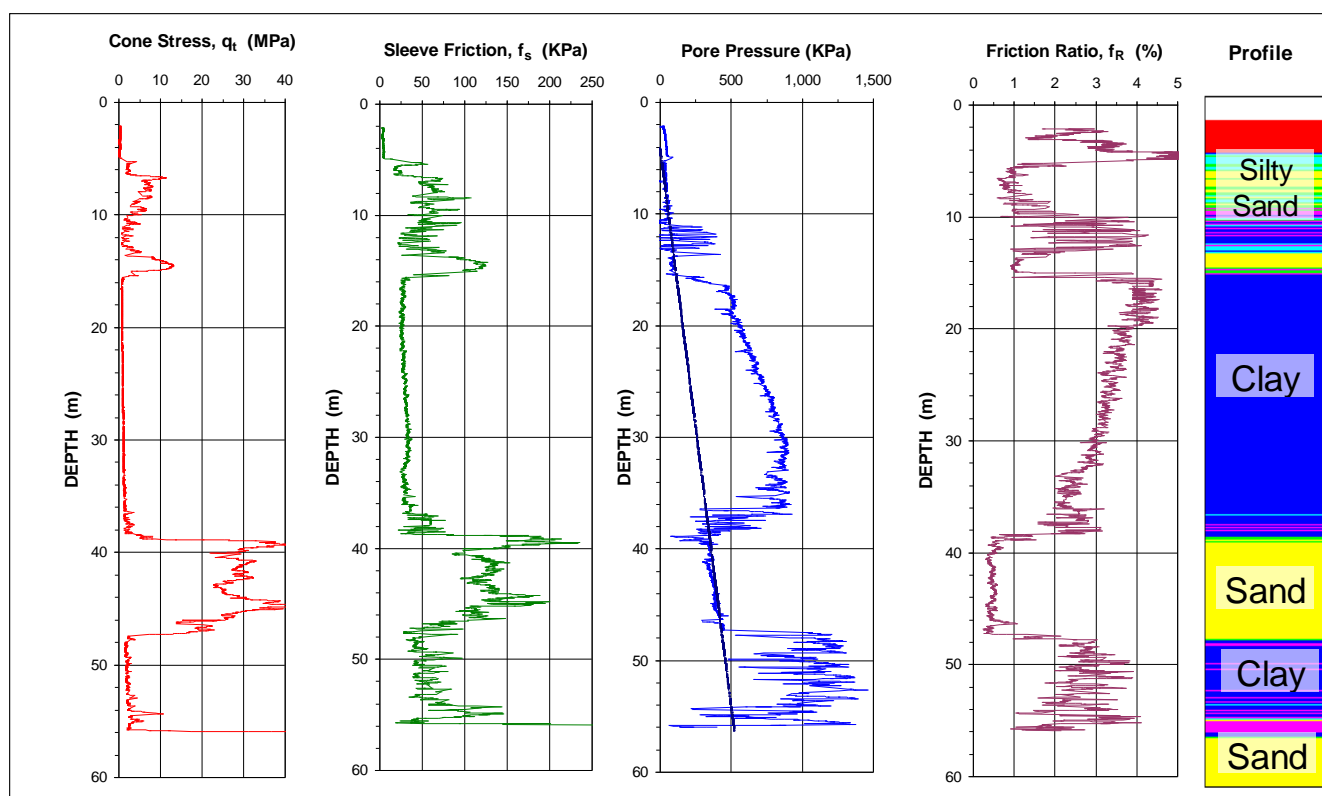 Cone Stress, qt (MPa)
0 10 20 30 40
0
10
20
30
40
50
60
DEPTH (m)
Sleeve Friction, fs (KPa)
0 50 100 150 200 250
0
10
20
30
40
50
60
DEPTH (m)
Pore Pressure (KPa)
0 500 1,000 1,500
0
10
20
30
40
50
60
DEPTH (m)
Friction Ratio, fR (%)
0 1 2 3 4 5
0
10
20
30
40
50
60
DEPTH (m)
Profile
Silty
Sand
Clay
Sand
Clay
Sand